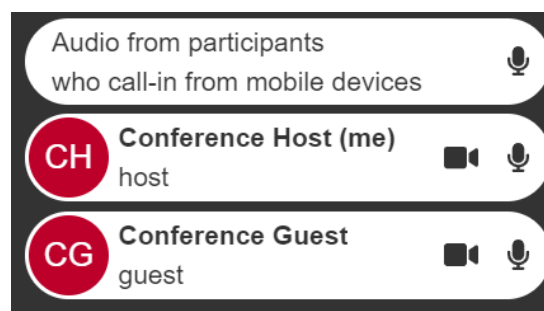 Audio from participants
who call-in from mobile devices
CH
Conference Host (me)
host
CG
Conference Guest
guest